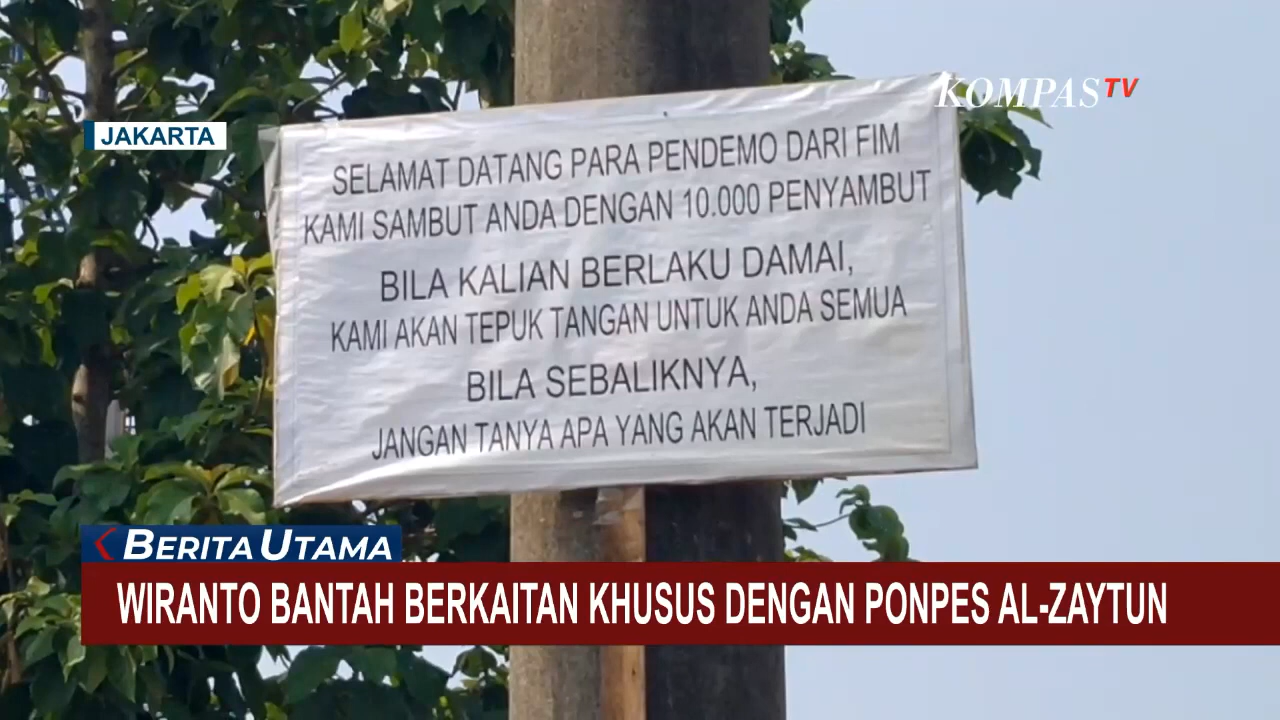 KOMPASTV
JAKARTA
SELAMAT DATANG PARA PENDEMO DARI FIM
KAMI SAMBUT ANDA DENGAN 10.000 PENYAMBUT
BILA KALIAN BERLAKU DAMAI,
KAMI AKAN TEPUK TANGAN UNTUK ANDA SEMUA
BILA SEBALIKNYA,
JANGAN TANYA APA YANG AKAN TERJADI
BERITA UTAMA
WIRANTO BANTAH BERKAITAN KHUSUS DENGAN PONPES AL-ZAYTUN